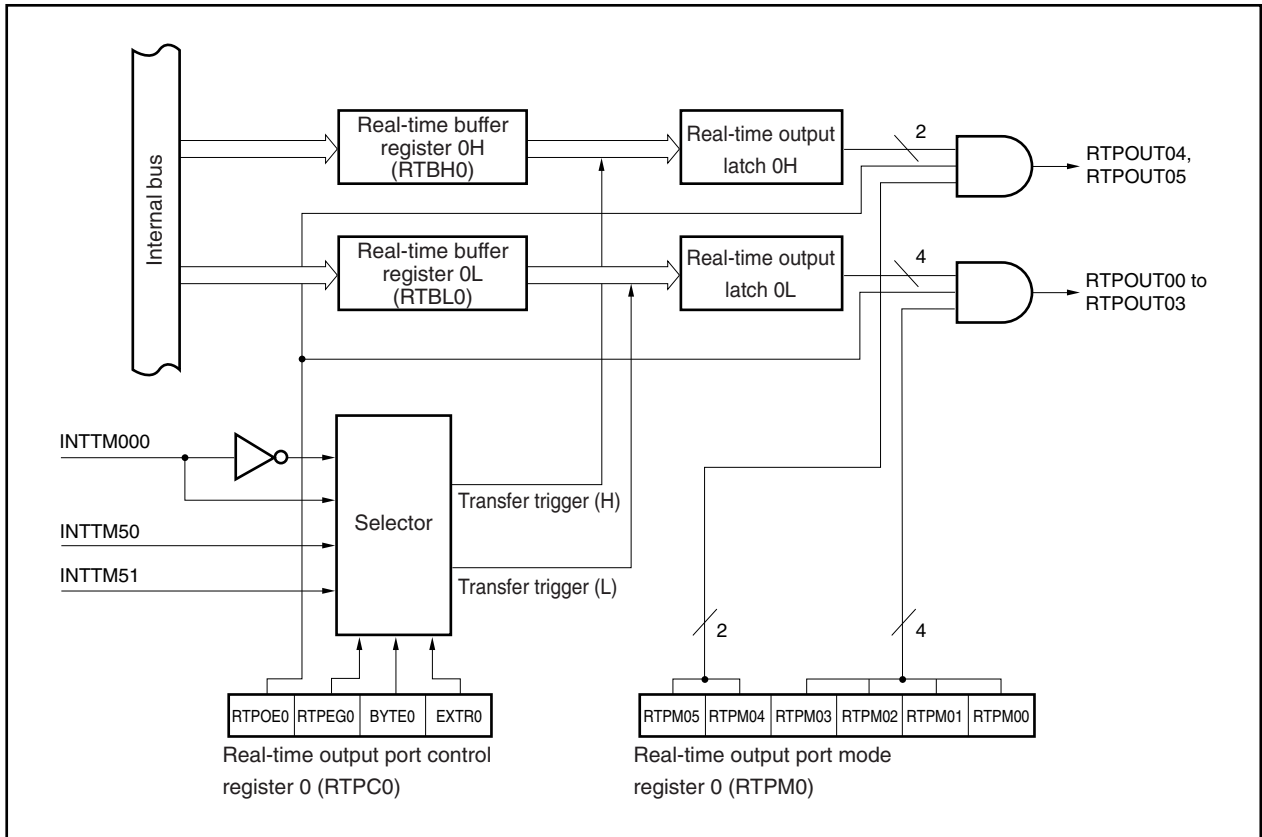 Internal bus
Real-time buffer
register 0H
(RTBH0)
Real-time output
latch 0H
2
RTPOUT04,
RTPOUT05
Real-time buffer
register 0L
(RTBL0)
Real-time output
latch 0L
4
RTPOUT00 to
RTPOUT03
INTTM000
INTTM50
INTTM51
Selector
Transfer trigger (H)
Transfer trigger (L)
2
4
RTPOE0 RTPEG0 BYTE0 EXTR0
Real-time output port control
register 0 (RTPC0)
RTPM05 RTPM04 RTPM03 RTPM02 RTPM01 RTPM00
Real-time output port mode
register 0 (RTPM0)